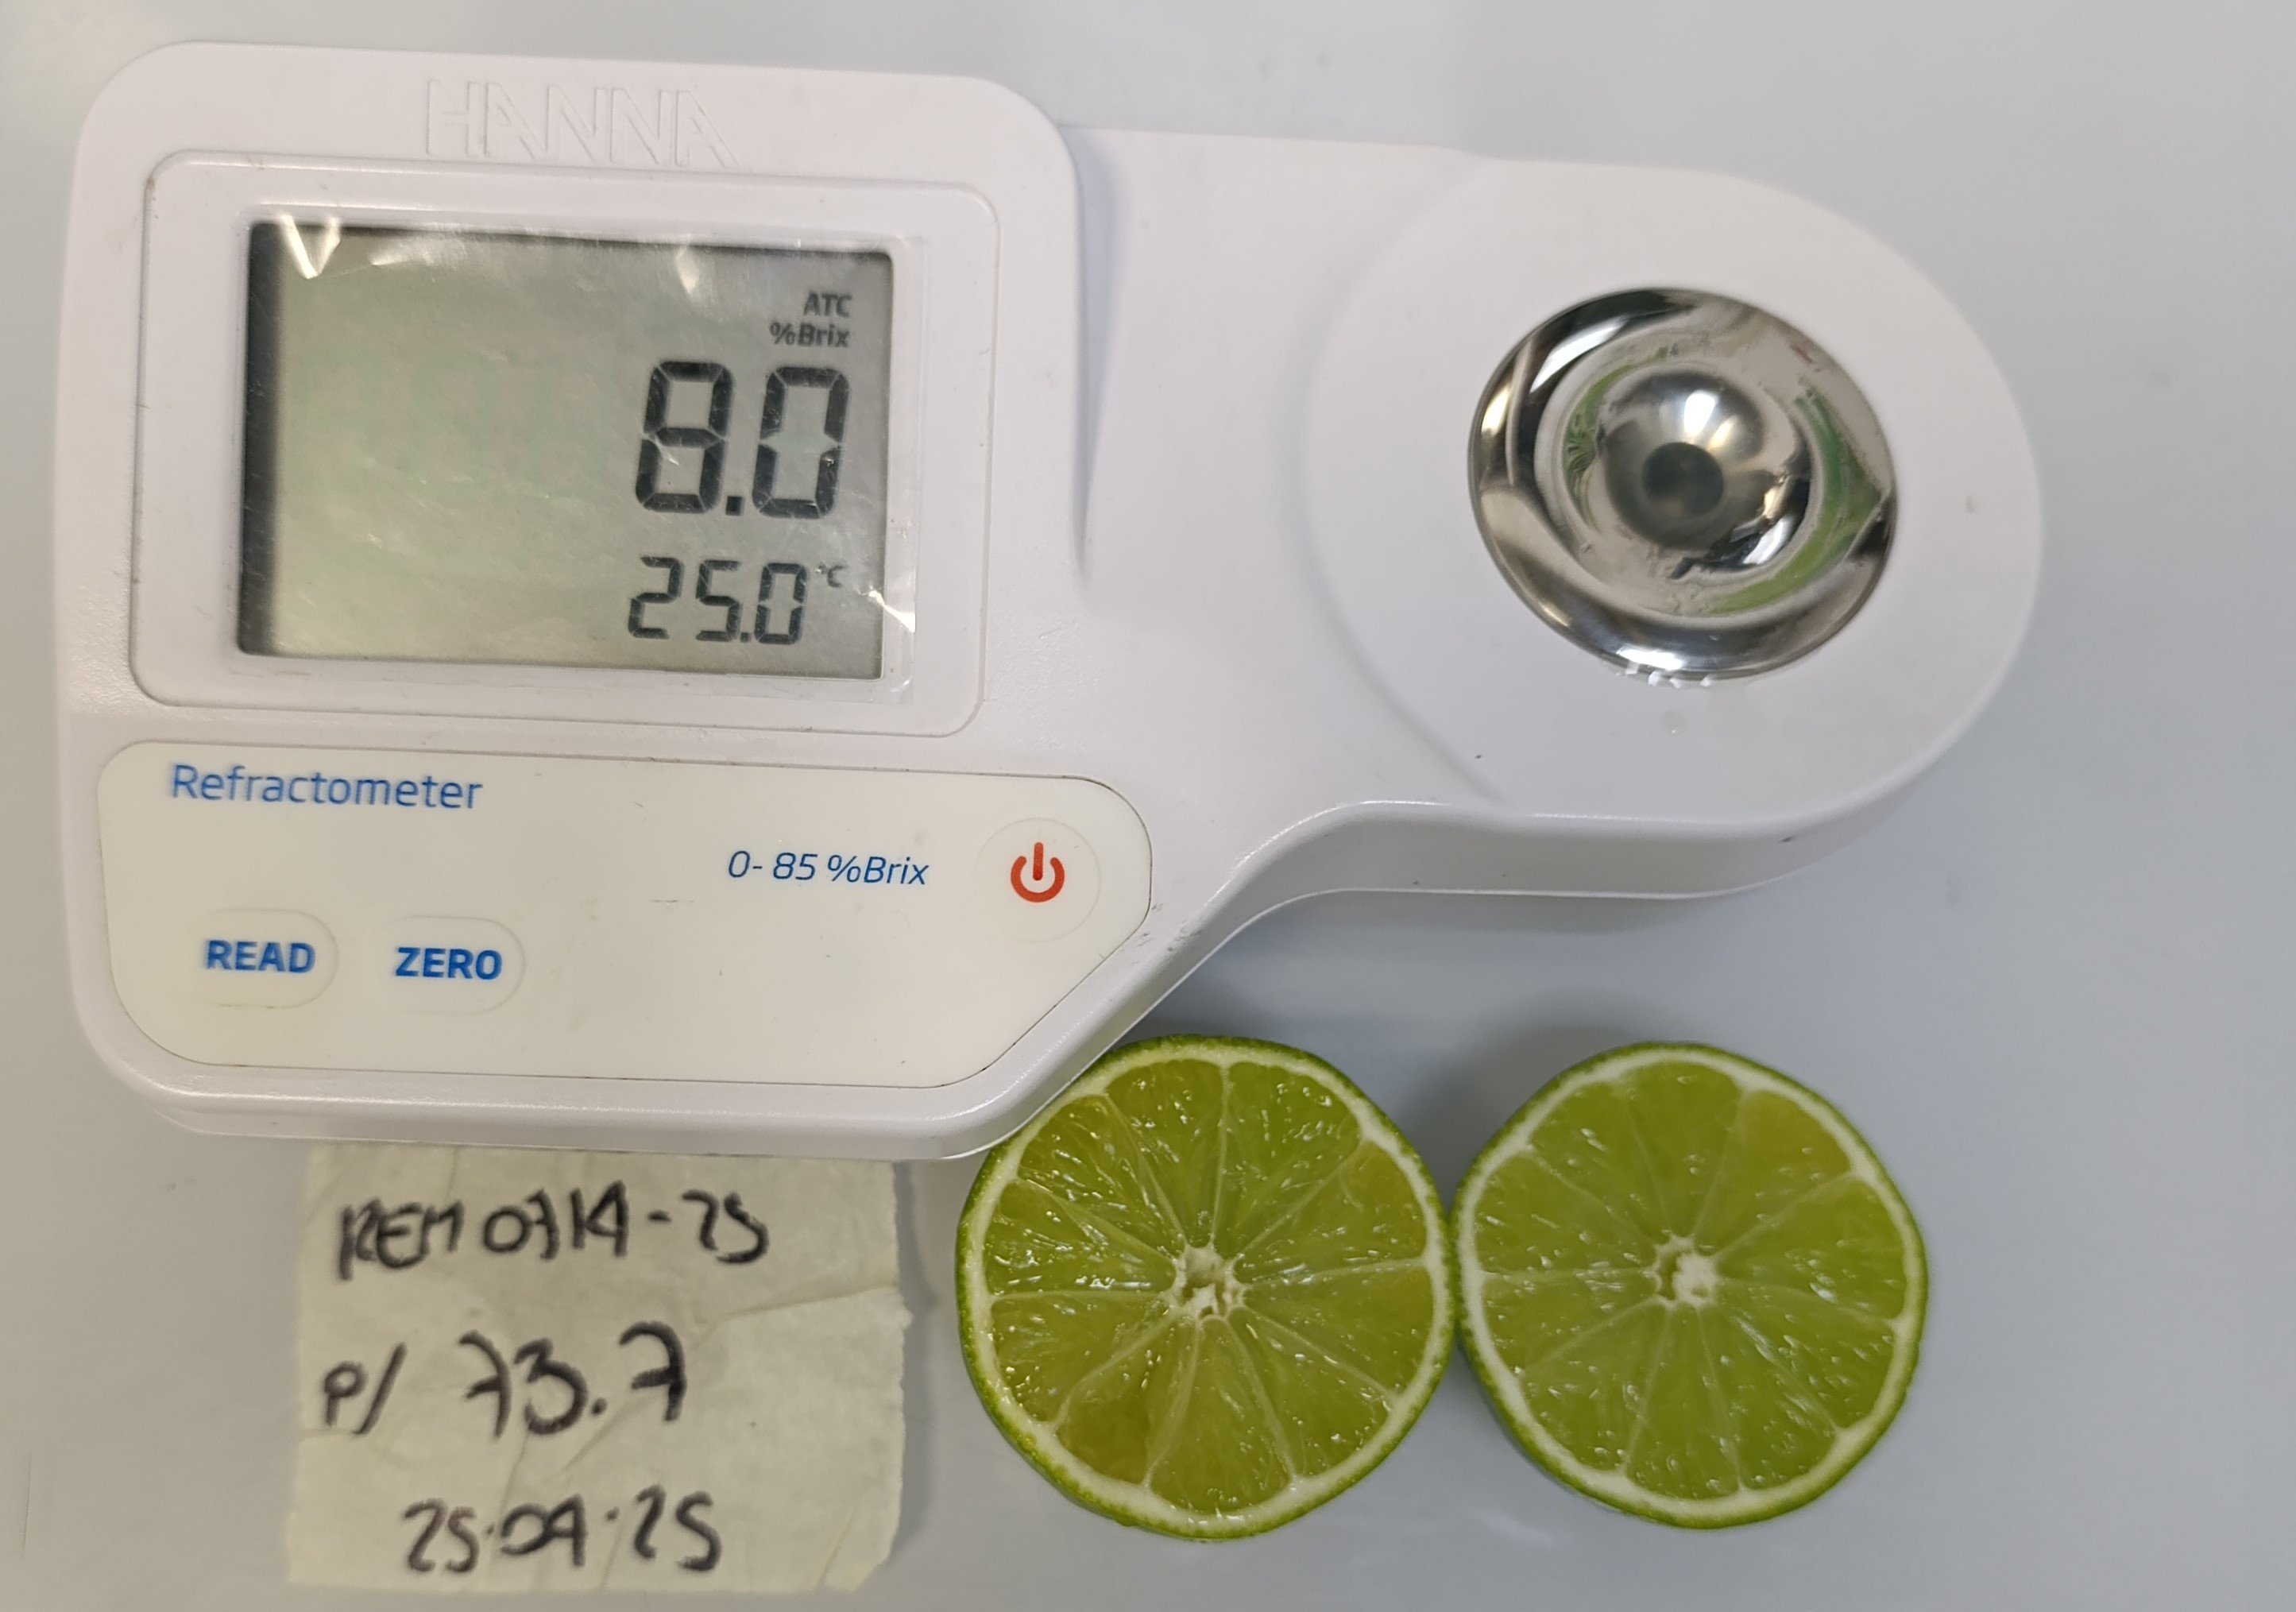 HANNA
ATC
%Brix
8.0
25.0°C
Refractometer
0- 85 %Brix
READ ZERO
REM 0714-25
P/ 73.7
25.04.25